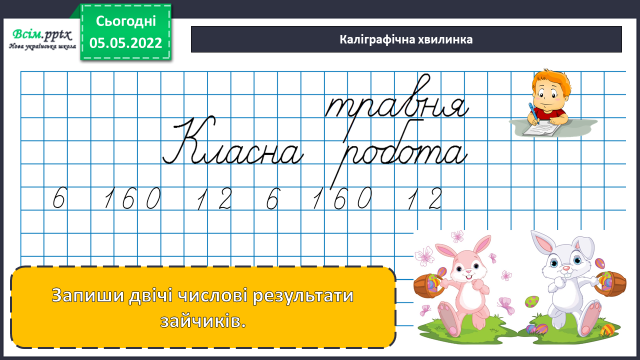 Всім.pptx
Нова українська школа
Сьогодні
05.05.2022
Каліграфічна хвилинка
травня
Класна робота
6 160 12 6 160 12
Запиши двічі числові результати
зайчиків.